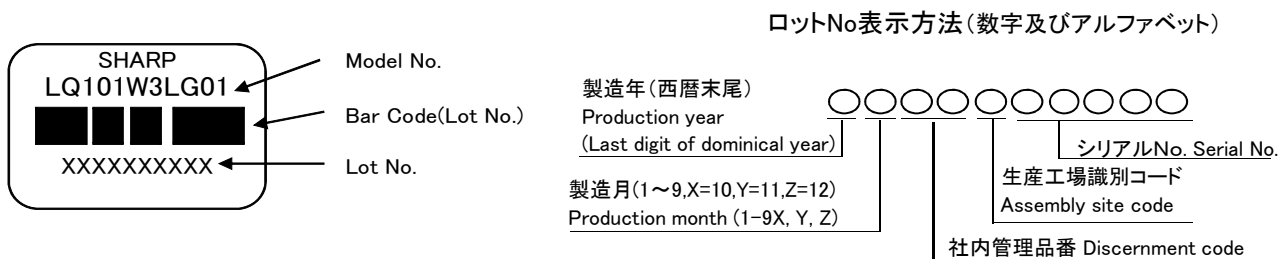 SHARP
LQ101W3LG01
XXXXXXXXXX
Model No.
Bar Code(Lot No.)
Lot No.
ロットNo表示方法(数字及びアルファベット)
製造年(西暦末尾)
Production year
(Last digit of dominical year)
製造月(1～9,X=10,Y=11,Z=12)
Production month (1-9X, Y, Z)
シリアルNo. Serial No.
生産工場識別コード
Assembly site code
社内管理品番 Discernment code